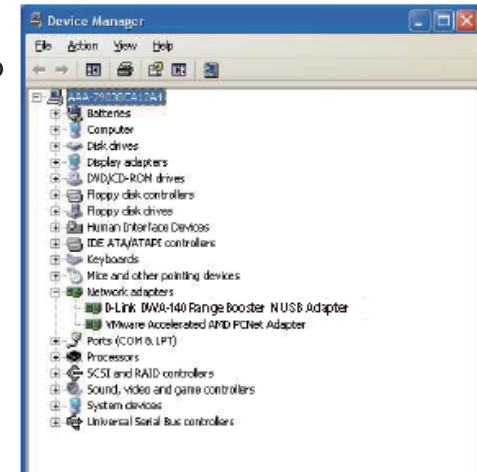 Device Manager
File Action View Help
Batteries
Computer
Disk drives
Display adapters
DVD/CD-ROM drives
Floppy disk controllers
Floppy disk drives
Human Interface Devices
IDE ATA/ATAPI controllers
Keyboards
Mice and other pointing devices
Network adapters
D-Link DWA-140 Range Booster N USB Adapter
VMware Accelerated AMD PCNet Adapter
Ports (COM & LPT)
Processors
SCSI and RAID controllers
Sound, video and game controllers
System devices
Universal Serial Bus controllers